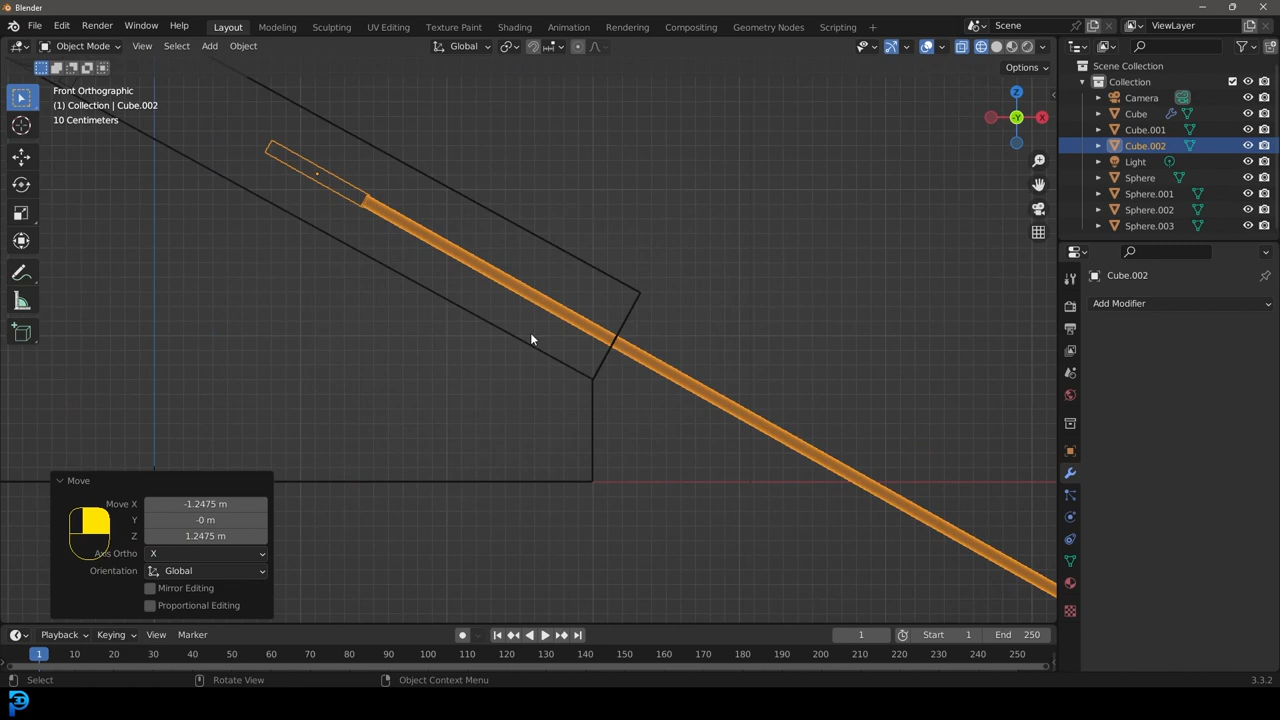 Blender
File Edit Render Window Help
Layout Modeling Sculpting UV Editing Texture Paint Shading Animation Rendering Compositing Geometry Nodes Scripting +
Scene
ViewLayer
Object Mode View Select Add Object
Global
Options
Front Orthographic
(1) Collection | Cube.002
10 Centimeters
Z
-Y
X
Scene Collection
Collection
Camera
Cube
Cube.001
Cube.002
Light
Sphere
Sphere.001
Sphere.002
Sphere.003
Cube.002
Add Modifier
Move
Move X -1.2475 m
Y -0 m
Z 1.2475 m
Axis Ortho X
Orientation Global
Mirror Editing
Proportional Editing
Playback Keying View Marker
1 Start 1 End 250
1 10 20 30 40 50 60 70 80 90 100 110 120 130 140 150 160 170 180 190 200 210 220 230 240 250
Select Rotate View Object Context Menu 3.3.2